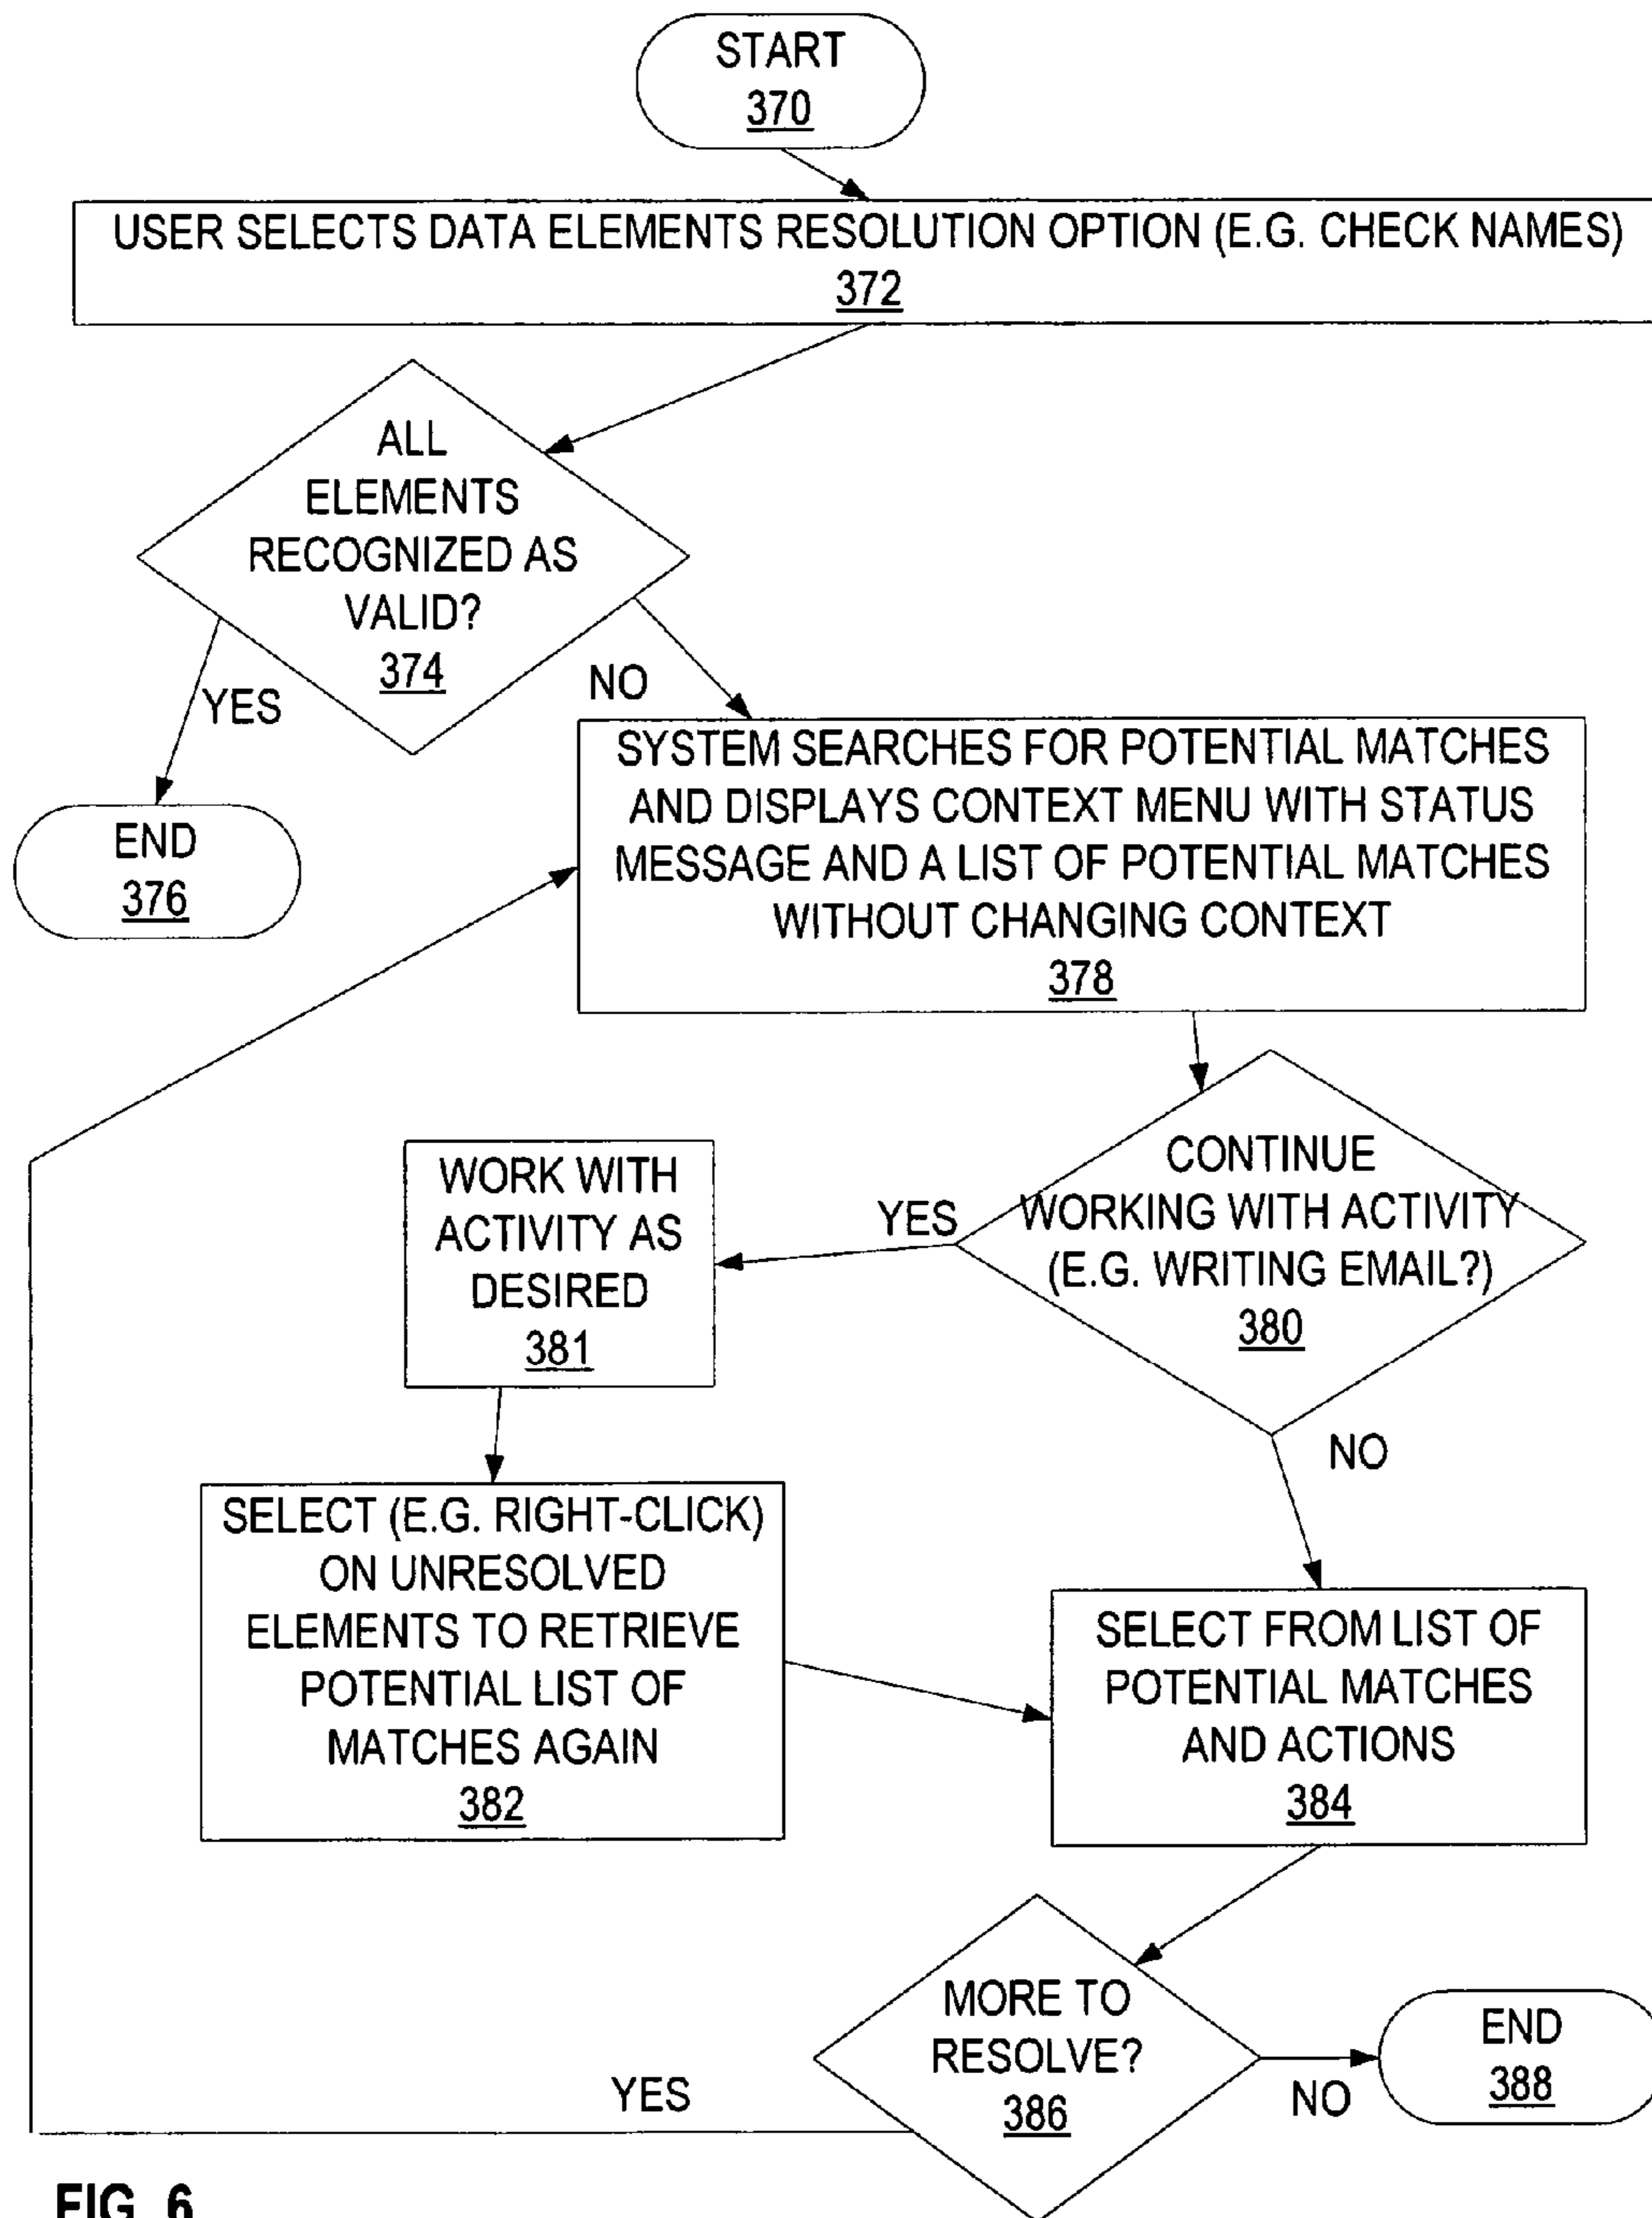 START
370
USER SELECTS DATA ELEMENTS RESOLUTION OPTION (E.G. CHECK NAMES)
372
ALL
ELEMENTS
RECOGNIZED AS
VALID?
374
YES
NO
END
376
SYSTEM SEARCHES FOR POTENTIAL MATCHES
AND DISPLAYS CONTEXT MENU WITH STATUS
MESSAGE AND A LIST OF POTENTIAL MATCHES
WITHOUT CHANGING CONTEXT
378
CONTINUE
WORKING WITH ACTIVITY
(E.G. WRITING EMAIL?)
380
YES
WORK WITH
ACTIVITY AS
DESIRED
381
NO
SELECT (E.G. RIGHT-CLICK)
ON UNRESOLVED
ELEMENTS TO RETRIEVE
POTENTIAL LIST OF
MATCHES AGAIN
382
SELECT FROM LIST OF
POTENTIAL MATCHES
AND ACTIONS
384
MORE TO
RESOLVE?
386
YES
NO
END
388
FIG. 6